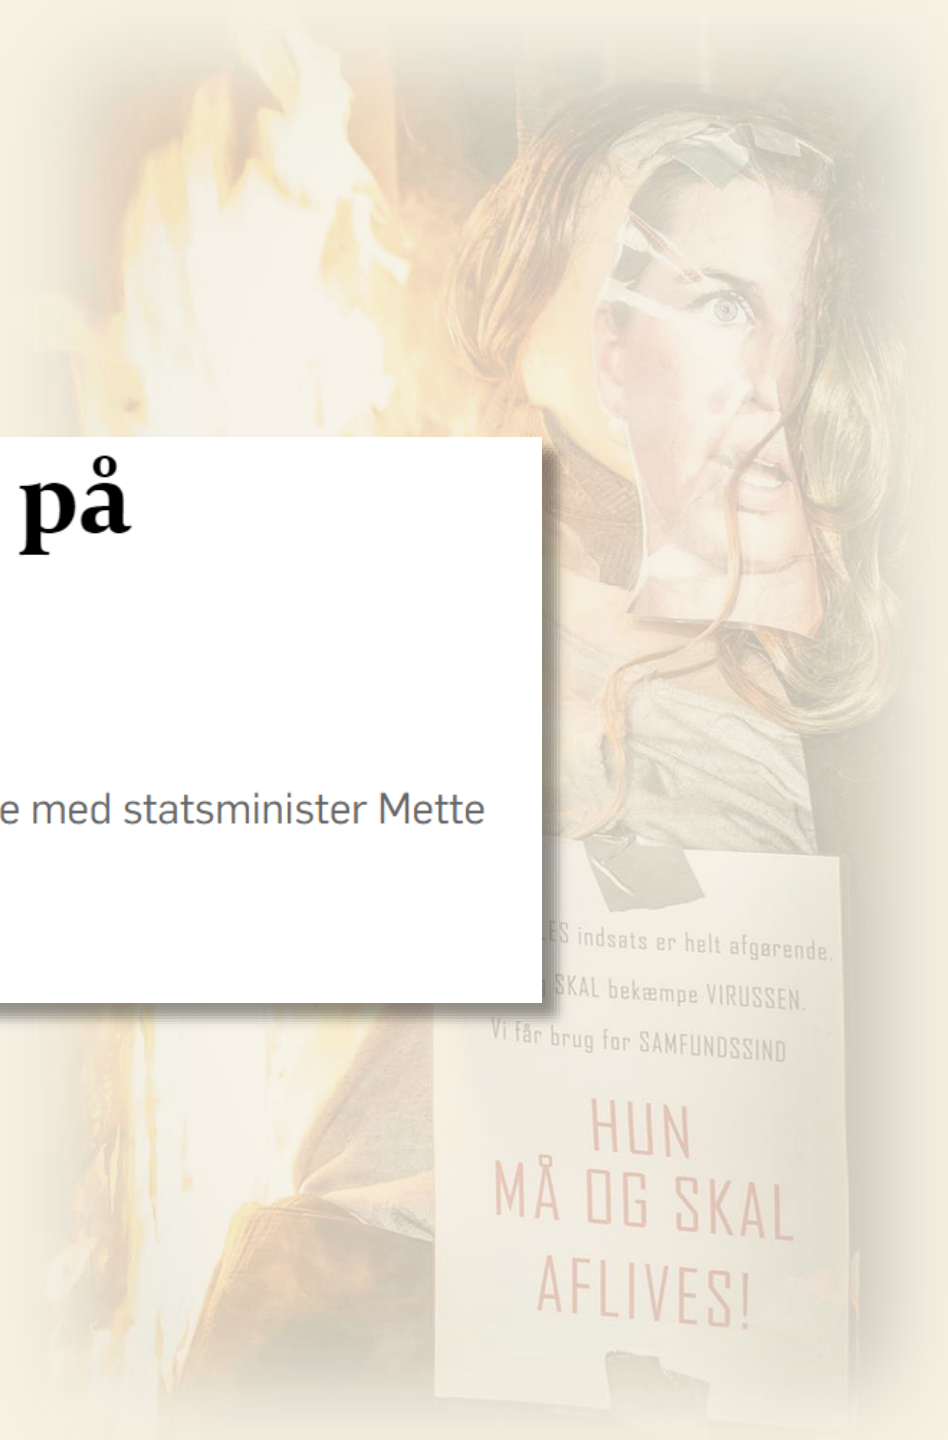 på
e med statsminister Mette
ES indsats er helt afgørende.
SKAL bekæmpe VIRUSSEN.
Vi får brug for SAMFUNDSSIND
HUN
MÅ OG SKAL
AFLIVES!